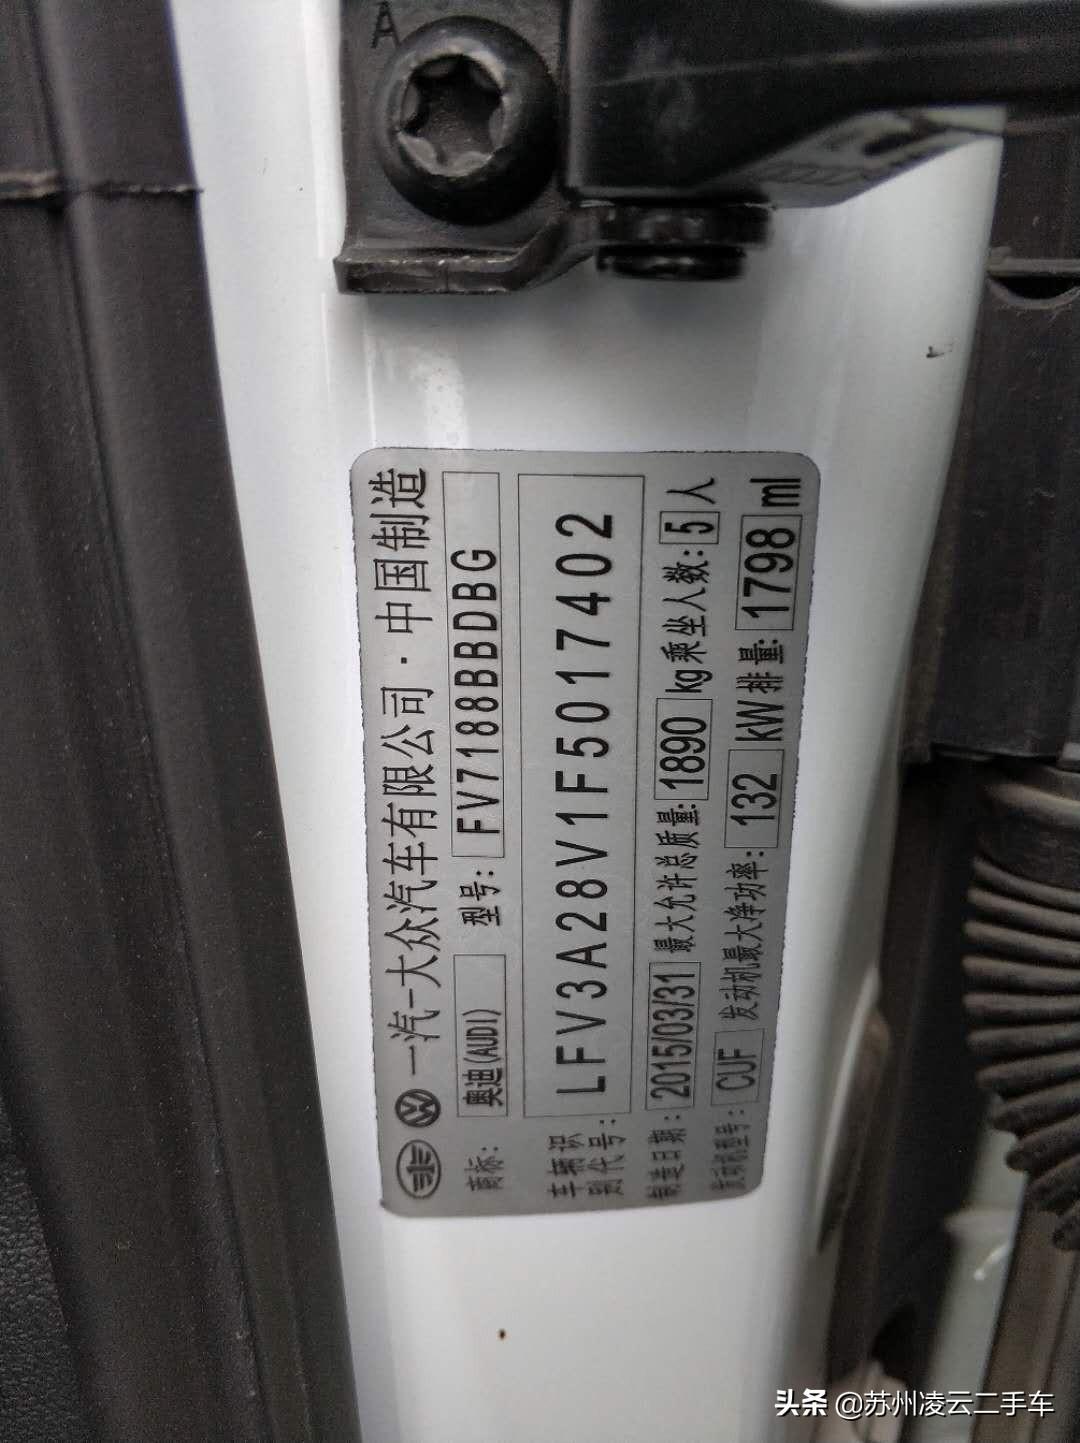 A
一汽-大众汽车有限公司·中国制造
商标: 奥迪(AUDI) 型号: FV7188BBDBG
车辆识别代号: LFV3A28V1F5017402
制造日期: 2015/03/31 最大允许总质量: 1890 kg 乘坐人数: 5 人
发动机型号: CUF 发动机最大净功率: 132 kW 排量: 1798 ml
头条 @苏州凌云二手车